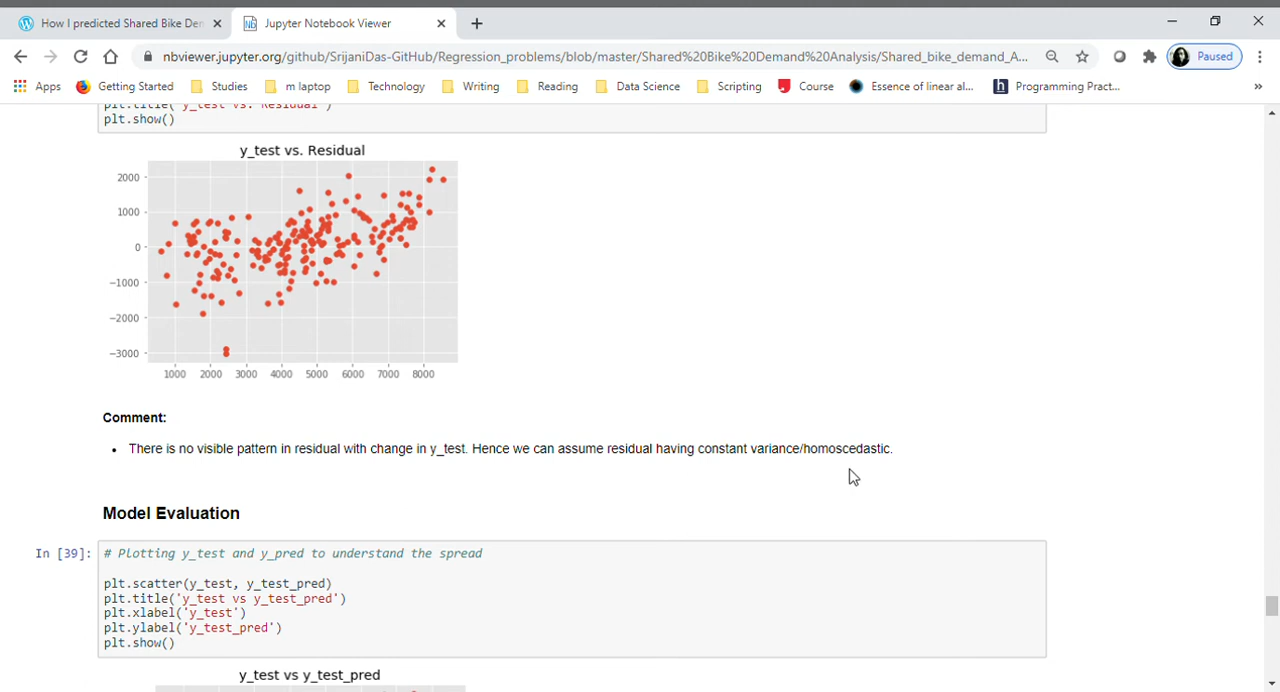 How I predicted Shared Bike Den
Jupyter Notebook Viewer
nbviewer.jupyter.org/github/SrijaniDas-GitHub/Regression_problems/blob/master/Shared%20Bike%20Demand%20Analysis/Shared_bike_demand_A...
Paused
Apps Getting Started Studies m laptop Technology Writing Reading Data Science Scripting Course Essence of linear al... Programming Pract... »
plt.title('y_test vs. Residual')
plt.show()
y_test vs. Residual
2000
1000
0
−1000
−2000
−3000
1000 2000 3000 4000 5000 6000 7000 8000
Comment:
• There is no visible pattern in residual with change in y_test. Hence we can assume residual having constant variance/homoscedastic.
Model Evaluation
In [39]: # Plotting y_test and y_pred to understand the spread
plt.scatter(y_test, y_test_pred)
plt.title('y_test vs y_test_pred')
plt.xlabel('y_test')
plt.ylabel('y_test_pred')
plt.show()
y_test vs y_test_pred